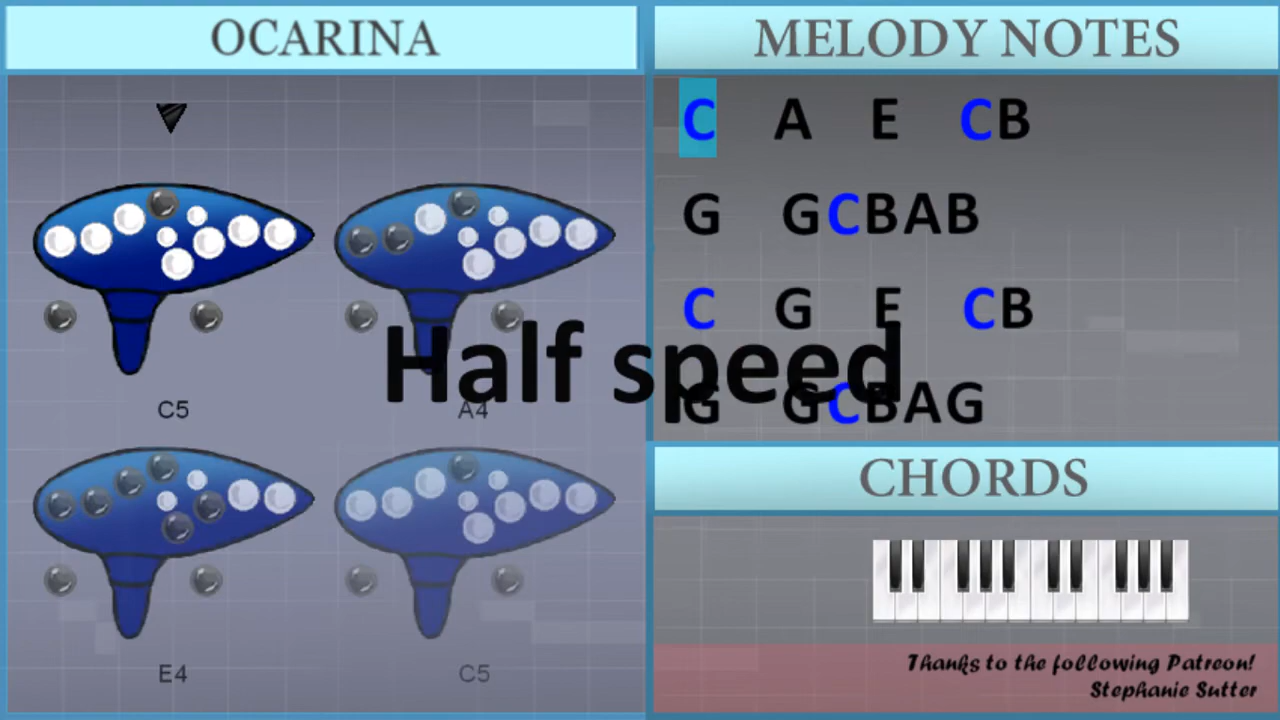 OCARINA
MELODY NOTES
C A E CB
G GCBAB
C G E CB
G GCBAG
Half speed
C5 A4
E4 C5
CHORDS
Thanks to the following Patreon!
Stephanie Sutter